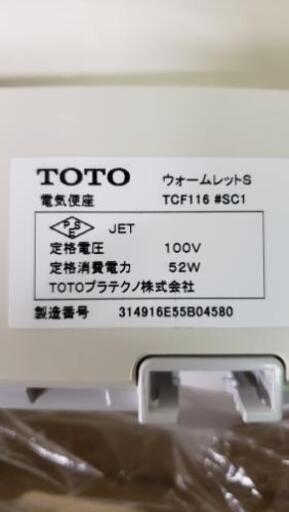 TOTO ウォームレットS
電気便座 TCF116 #SC1
PSE JET
定格電圧 100V
定格消費電力 52W
TOTOプラテクノ株式会社
製造番号 314916E55B04580